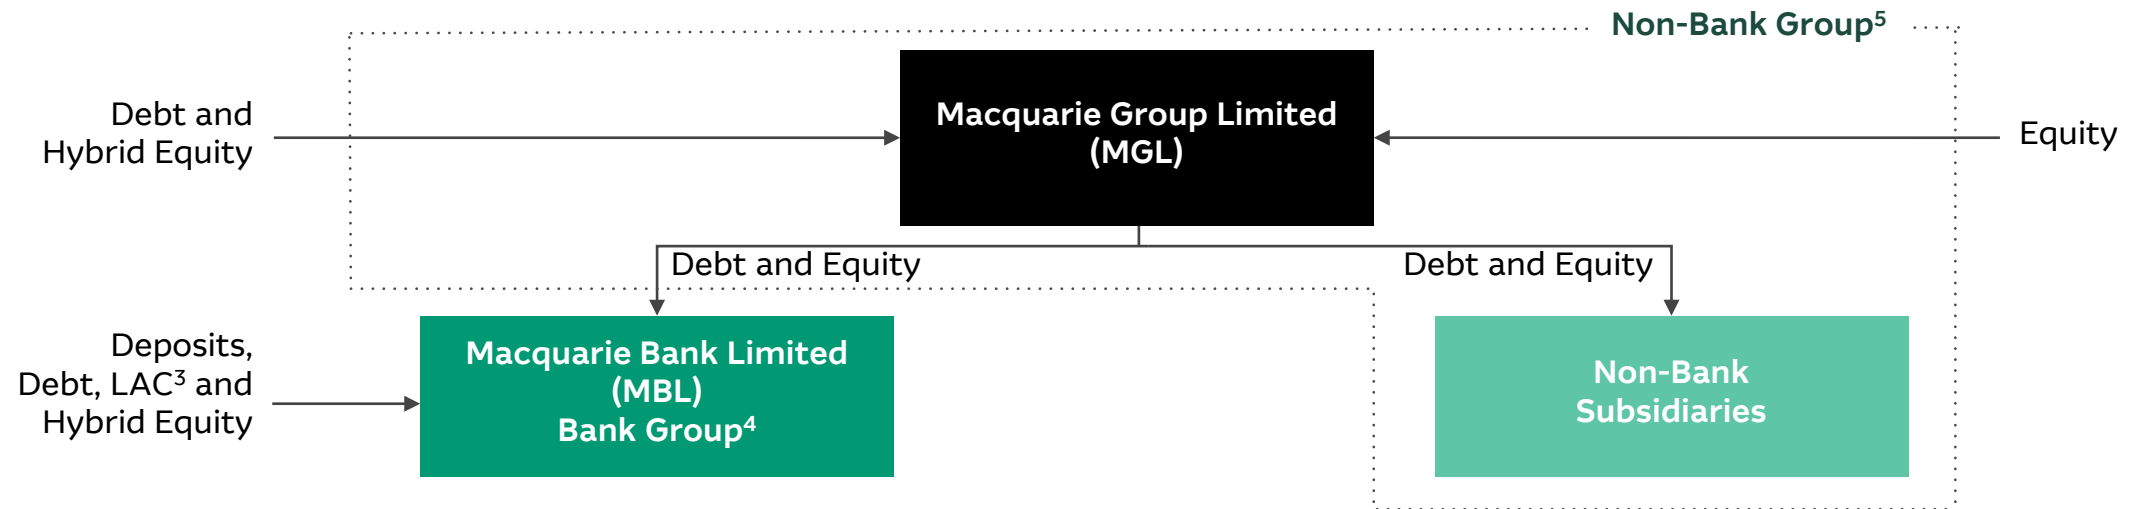 Non-Bank Group⁵
Debt and
Hybrid Equity
Macquarie Group Limited
(MGL)
Equity
Debt and Equity
Debt and Equity
Deposits,
Debt, LAC³ and
Hybrid Equity
Macquarie Bank Limited
(MBL)
Bank Group⁴
Non-Bank
Subsidiaries